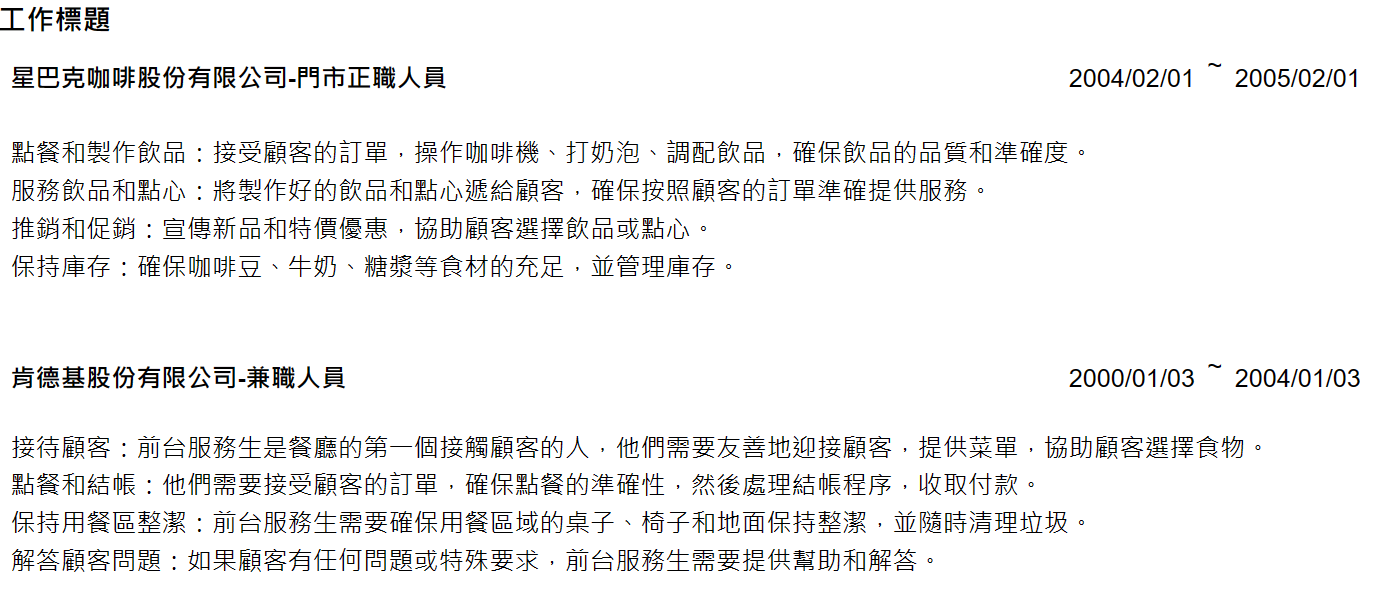 工作標題
星巴克咖啡股份有限公司-門市正職人員 2004/02/01 ~ 2005/02/01
點餐和製作飲品：接受顧客的訂單，操作咖啡機、打奶泡、調配飲品，確保飲品的品質和準確度。
服務飲品和點心：將製作好的飲品和點心遞給顧客，確保按照顧客的訂單準確提供服務。
推銷和促銷：宣傳新品和特價優惠，協助顧客選擇飲品或點心。
保持庫存：確保咖啡豆、牛奶、糖漿等食材的充足，並管理庫存。
肯德基股份有限公司-兼職人員 2000/01/03 ~ 2004/01/03
接待顧客：前台服務生是餐廳的第一個接觸顧客的人，他們需要友善地迎接顧客，提供菜單，協助顧客選擇食物。
點餐和結帳：他們需要接受顧客的訂單，確保點餐的準確性，然後處理結帳程序，收取付款。
保持用餐區整潔：前台服務生需要確保用餐區域的桌子、椅子和地面保持整潔，並隨時清理垃圾。
解答顧客問題：如果顧客有任何問題或特殊要求，前台服務生需要提供幫助和解答。